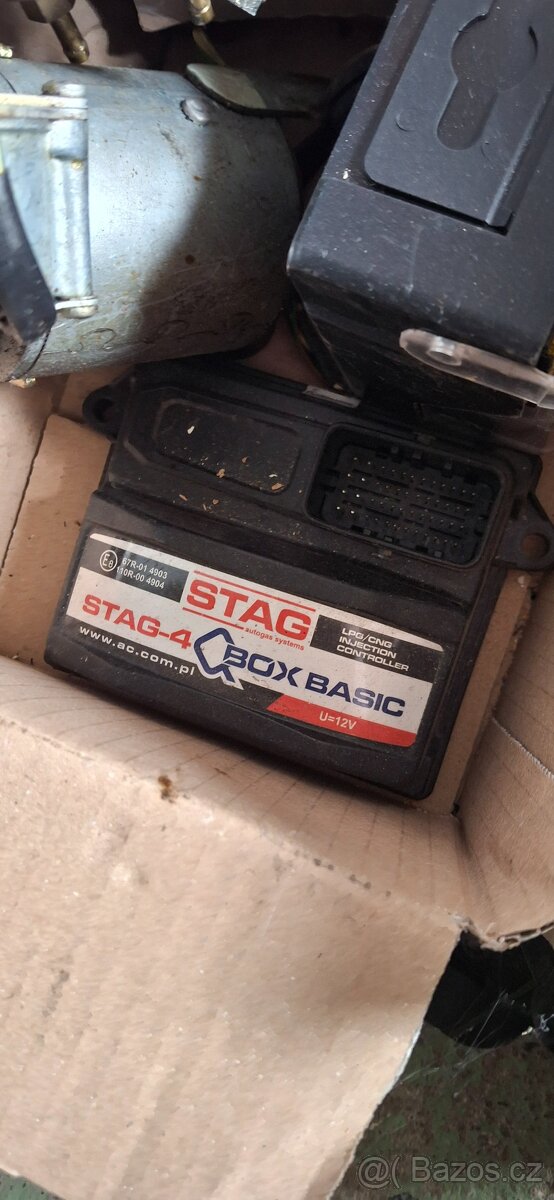 E8 67R-01 4903
110R-00 4904
STAG
autogas systems
LPG/CNG
INJECTION
CONTROLLER
STAG-4 QBOX BASIC
www.ac.com.pl
U=12V
@( Bazos.cz